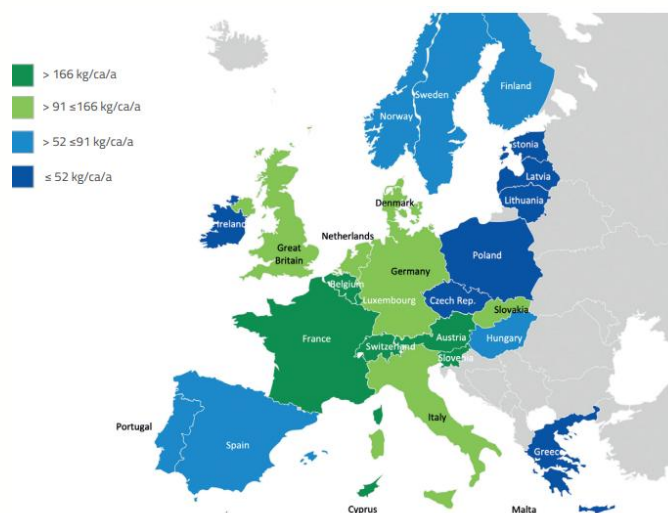 > 166 kg/ca/a
> 91 ≤166 kg/ca/a
> 52 ≤91 kg/ca/a
≤ 52 kg/ca/a
Finland
Sweden
Norway
stonia
Latvia
Lithuania
Denmark
Ireland
Netherlands
Great
Britain
Poland
Germany
Belgium
Luxembourg
Czech Rep.
Slovakia
France
Austria
Hungary
Switzerland
Slovenia
Italy
Portugal
Spain
Greece
Cyprus
Malta